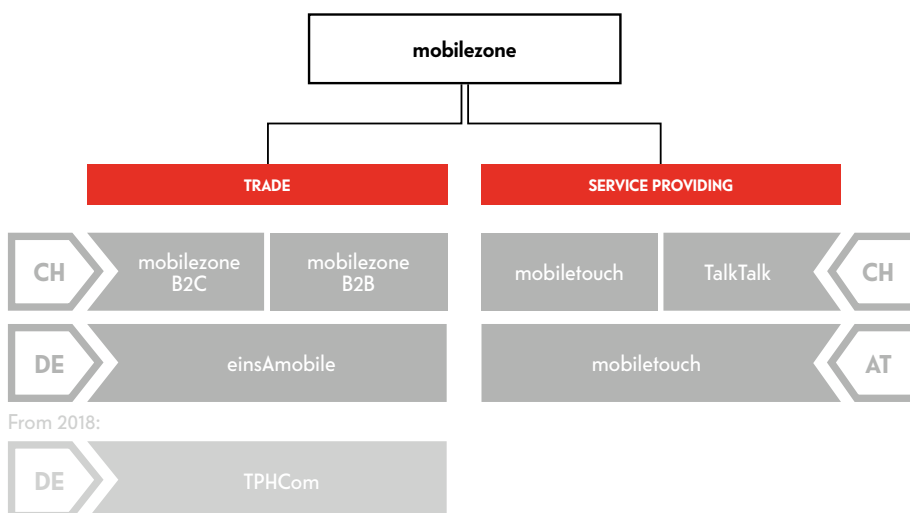 mobilezone
TRADE
SERVICE PROVIDING
CH
mobilezone
B2C
mobilezone
B2B
mobiletouch
TalkTalk
CH
DE
einsAmobile
mobiletouch
AT
From 2018:
DE
TPHCom